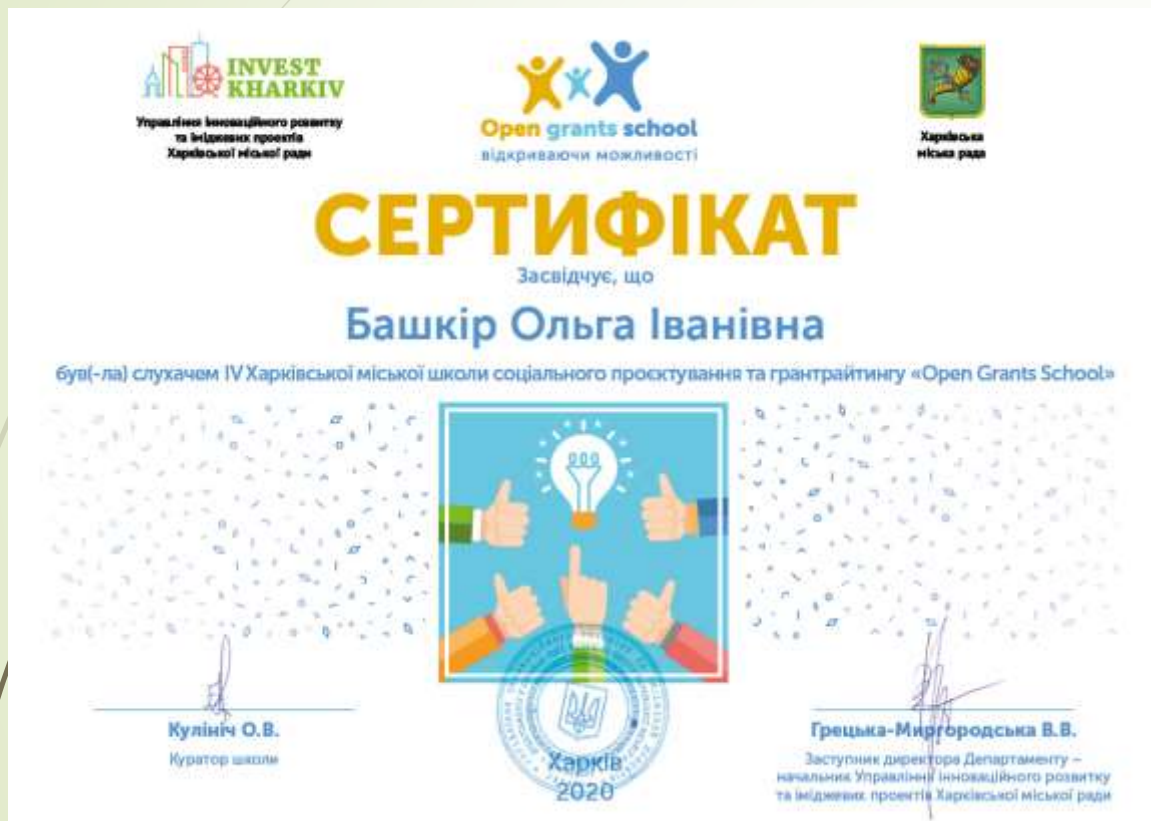 INVEST
KHARKIV
Управління інноваційного розвитку
та іміджевих проектів
Харківської міської ради
Open grants school
відкриваючи можливості
Харківська
міська рада
СЕРТИФІКАТ
Засвідчує, що
Башкір Ольга Іванівна
був(-ла) слухачем IV Харківської міської школи соціального проєктування та грантрайтингу «Open Grants School»
Кулініч О.В.
Куратор школи
Харків
2020
Грецька-Миргородська В.В.
Заступник директора Департаменту –
начальник Управління інноваційного розвитку
та іміджевих проектів Харківської міської ради